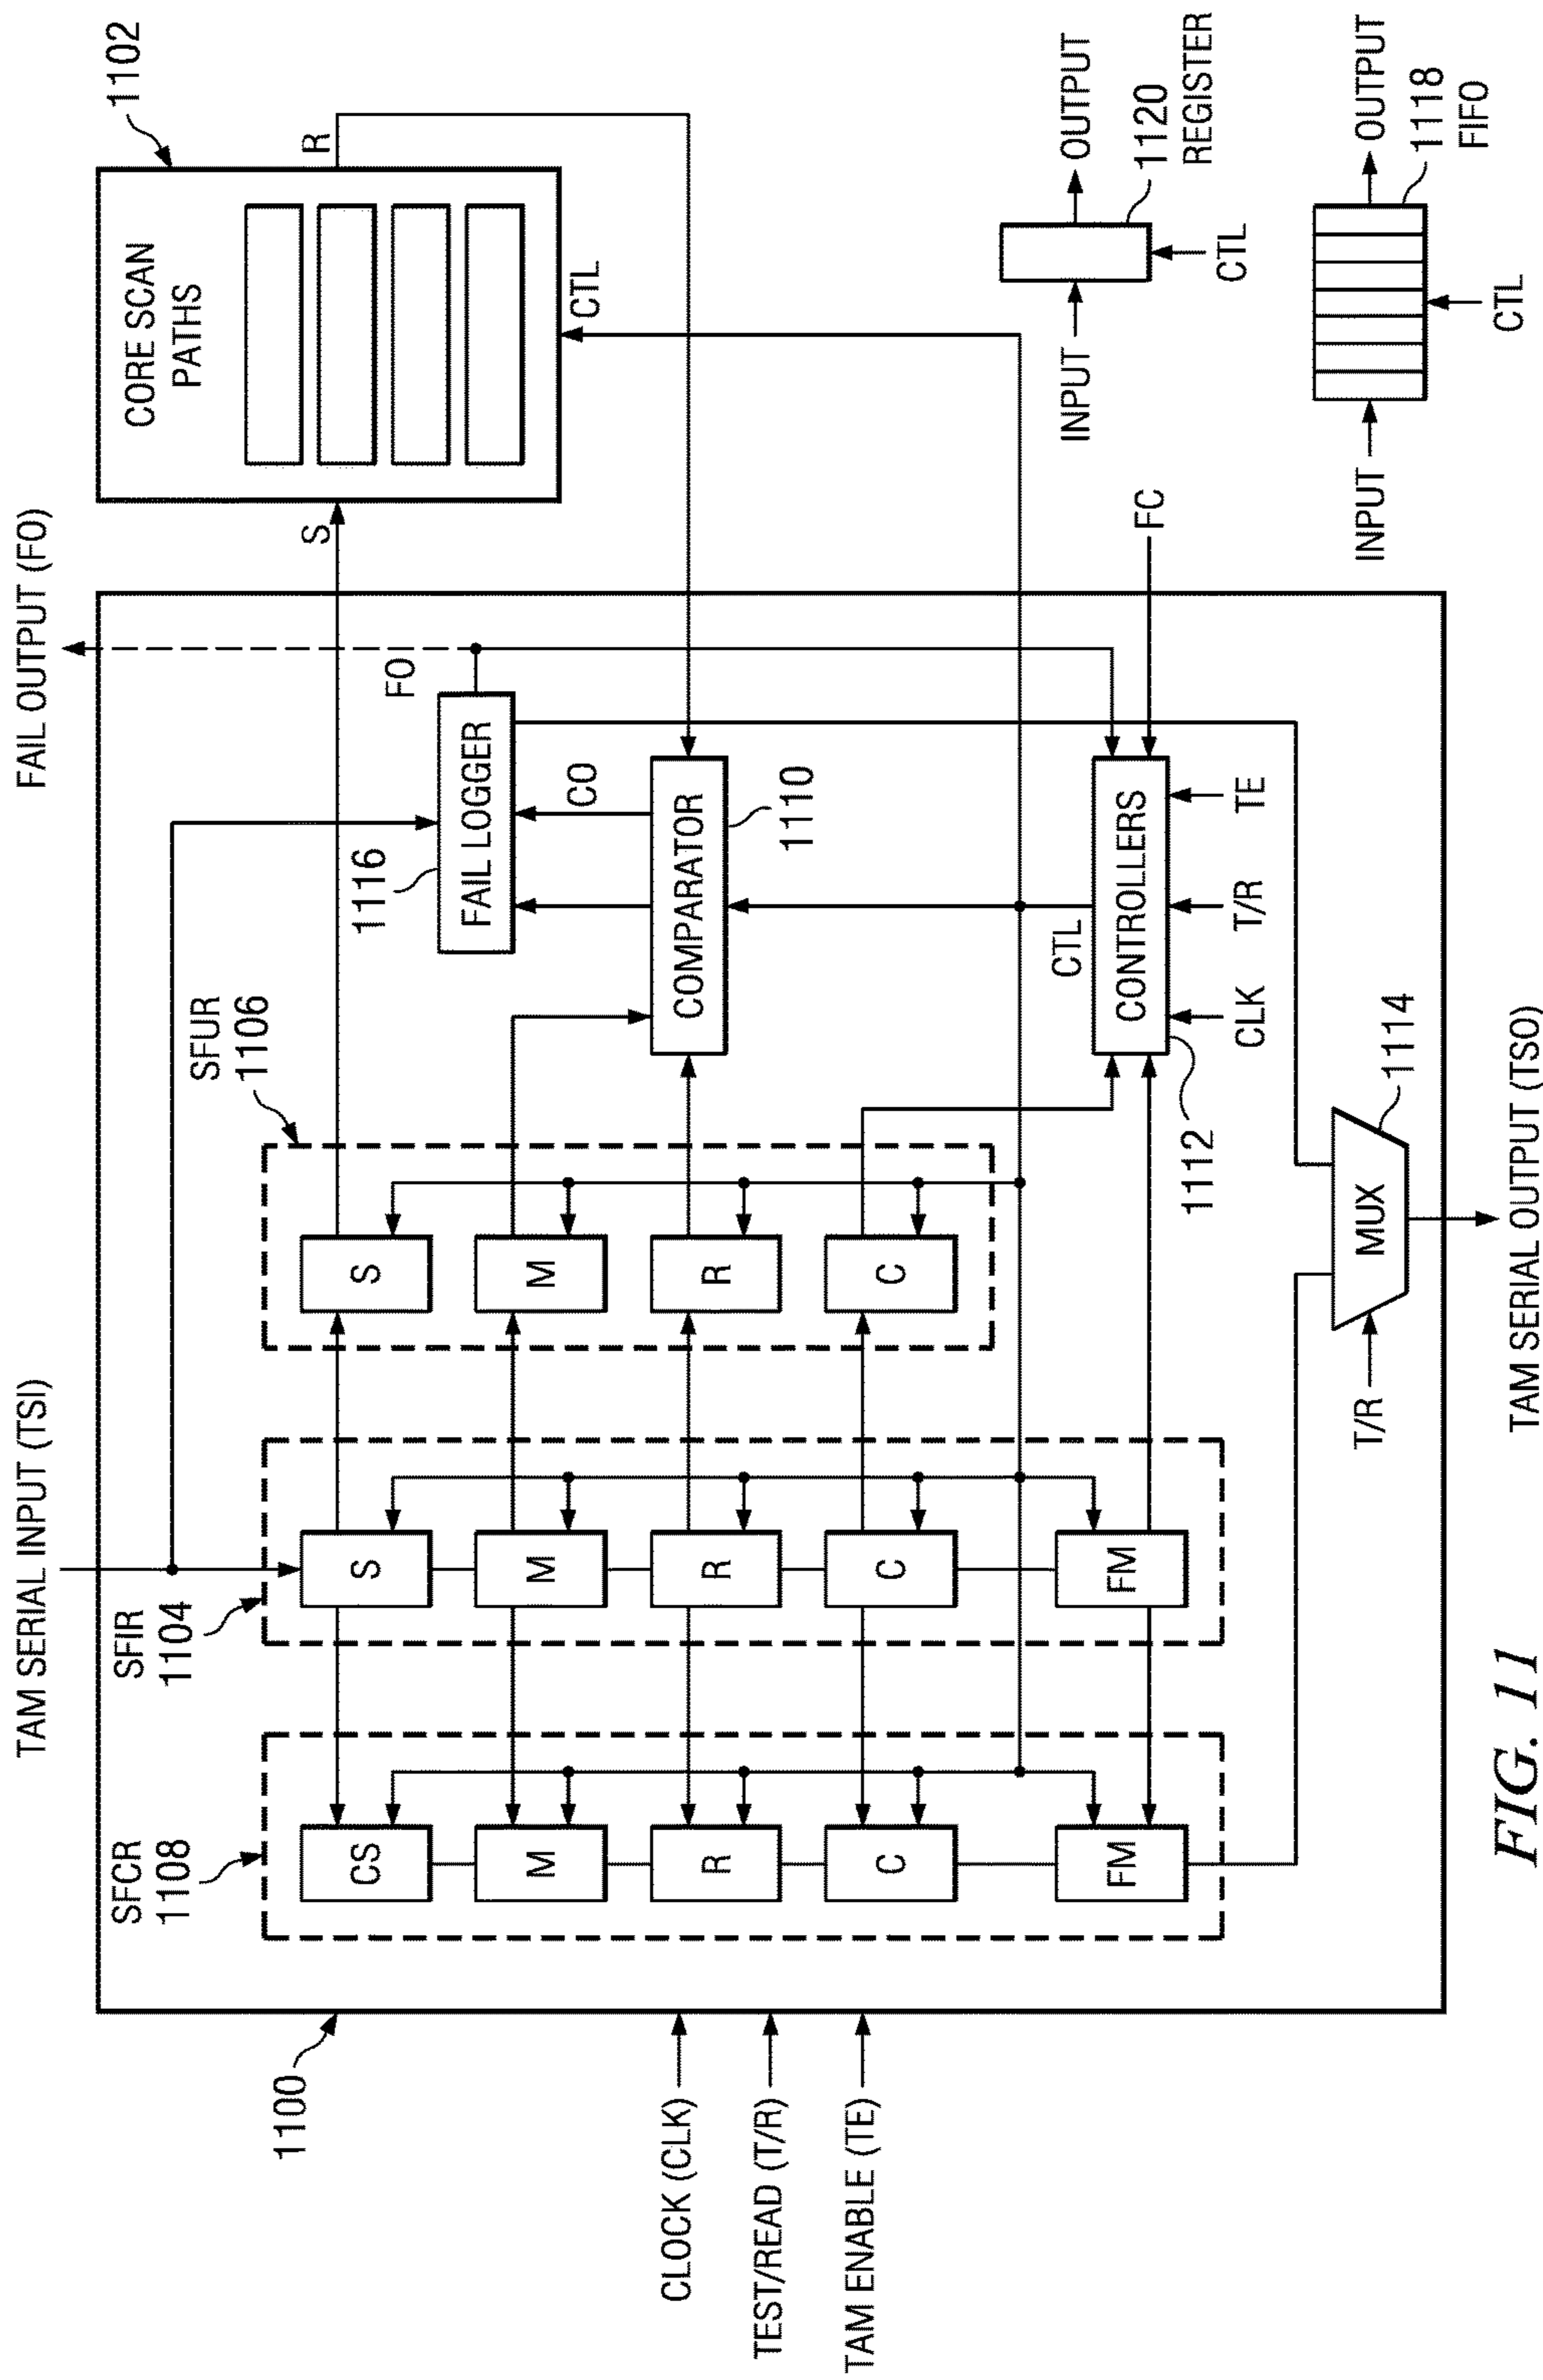 TAM SERIAL INPUT (TSI)
FAIL OUTPUT (FO)
1100
CLOCK (CLK)
TEST/READ (T/R)
TAM ENABLE (TE)
SFCR
1108
CS
M
R
C
FM
SFIR
1104
S
M
R
C
FM
SFUR
1106
S
M
R
C
1116
FAIL LOGGER
FO
CO
COMPARATOR
1110
CTL
CONTROLLERS
1112
CLK
T/R
TE
FC
T/R
MUX
1114
TAM SERIAL OUTPUT (TSO)
S
CORE SCAN
PATHS
R
1102
CTL
INPUT
OUTPUT
CTL
1120
REGISTER
INPUT
OUTPUT
CTL
1118
FIFO
FIG. 11